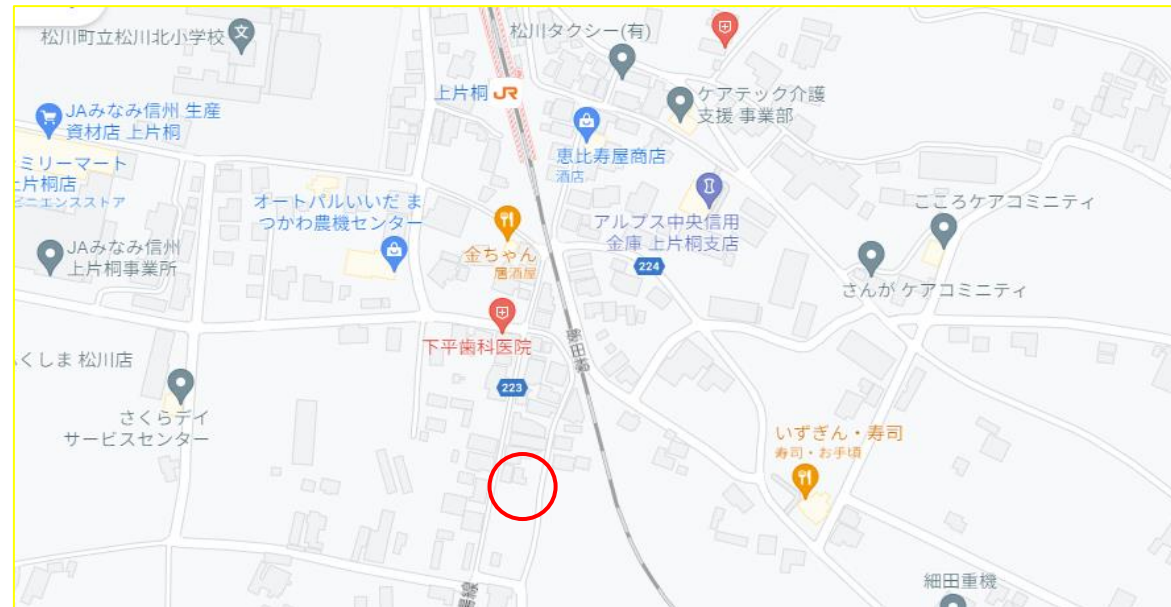 松川町立松川北小学校
松川タクシー(有)
上片桐
JR
ケアテック介護
支援 事業部
JAみなみ信州 生産
資材店 上片桐
恵比寿屋商店
酒店
ミリーマート
上片桐店
ビニエンスストア
オートパルいいだ ま
つかわ農機センター
アルプス中央信用
金庫 上片桐支店
こころケアコミニティ
金ちゃん
居酒屋
JAみなみ信州
上片桐事業所
224
さんが ケアコミニティ
下平歯科医院
飯田線
くしま 松川店
223
さくらデイ
サービスセンター
いずぎん・寿司
寿司・お手頃
細田重機